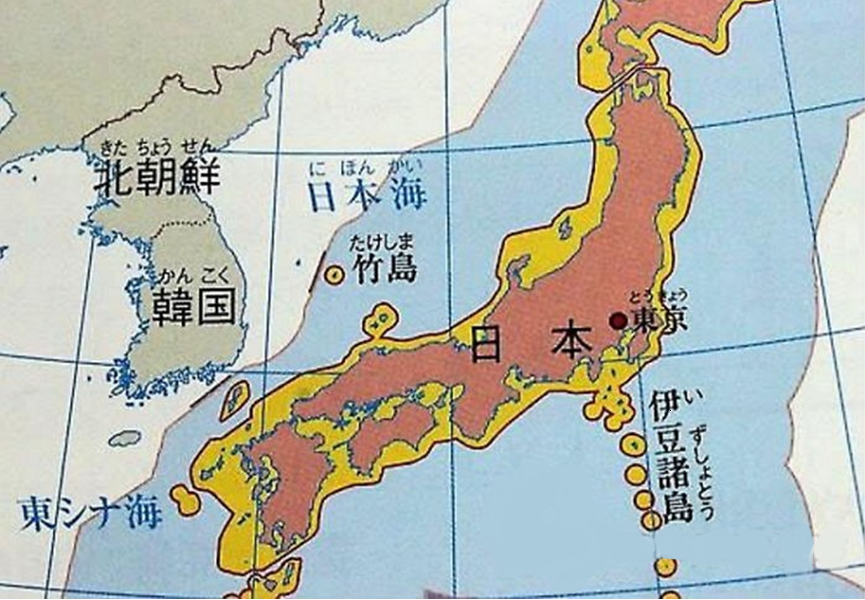 きた ちょう せん
北朝鮮
に ほん かい
日本海
たけしま
竹島
かん こく
韓国
とうきょう
東京
日本
い ず しょ とう
伊豆諸島
東シナ海